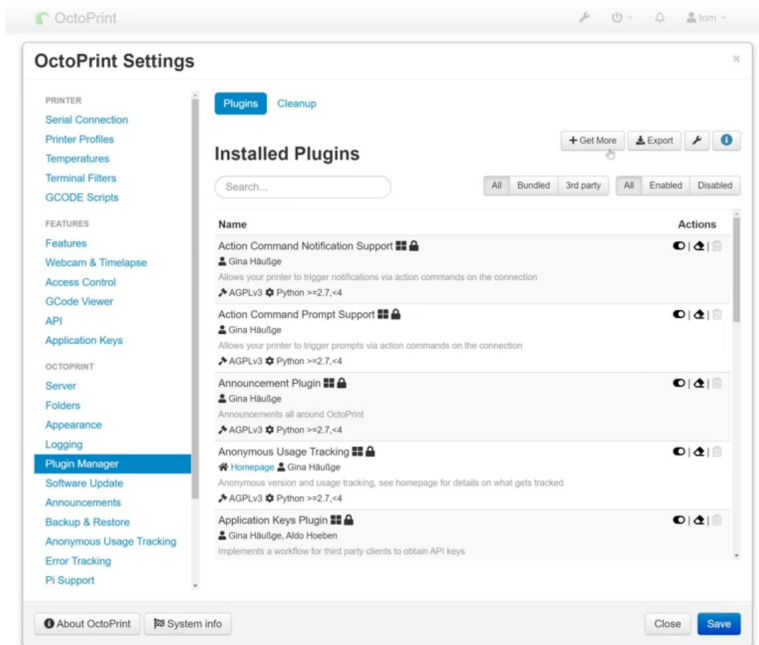 OctoPrint
tom
OctoPrint Settings
×
PRINTER
Serial Connection
Printer Profiles
Temperatures
Terminal Filters
GCODE Scripts
FEATURES
Features
Webcam & Timelapse
Access Control
GCode Viewer
API
Application Keys
OCTOPRINT
Server
Folders
Appearance
Logging
Plugin Manager
Software Update
Announcements
Backup & Restore
Anonymous Usage Tracking
Error Tracking
Pi Support
Plugins Cleanup
+ Get More Export
Installed Plugins
Search...
All Bundled 3rd party All Enabled Disabled
Name Actions
Action Command Notification Support
Gina Häußge
Allows your printer to trigger notifications via action commands on the connection
AGPLv3 Python >=2.7,<4
Action Command Prompt Support
Gina Häußge
Allows your printer to trigger prompts via action commands on the connection
AGPLv3 Python >=2.7,<4
Announcement Plugin
Gina Häußge
Announcements all around OctoPrint
AGPLv3 Python >=2.7,<4
Anonymous Usage Tracking
Homepage Gina Häußge
Anonymous version and usage tracking, see homepage for details on what gets tracked
AGPLv3 Python >=2.7,<4
Application Keys Plugin
Gina Häußge, Aldo Hoeben
Implements a workflow for third party clients to obtain API keys
About OctoPrint System info Close Save